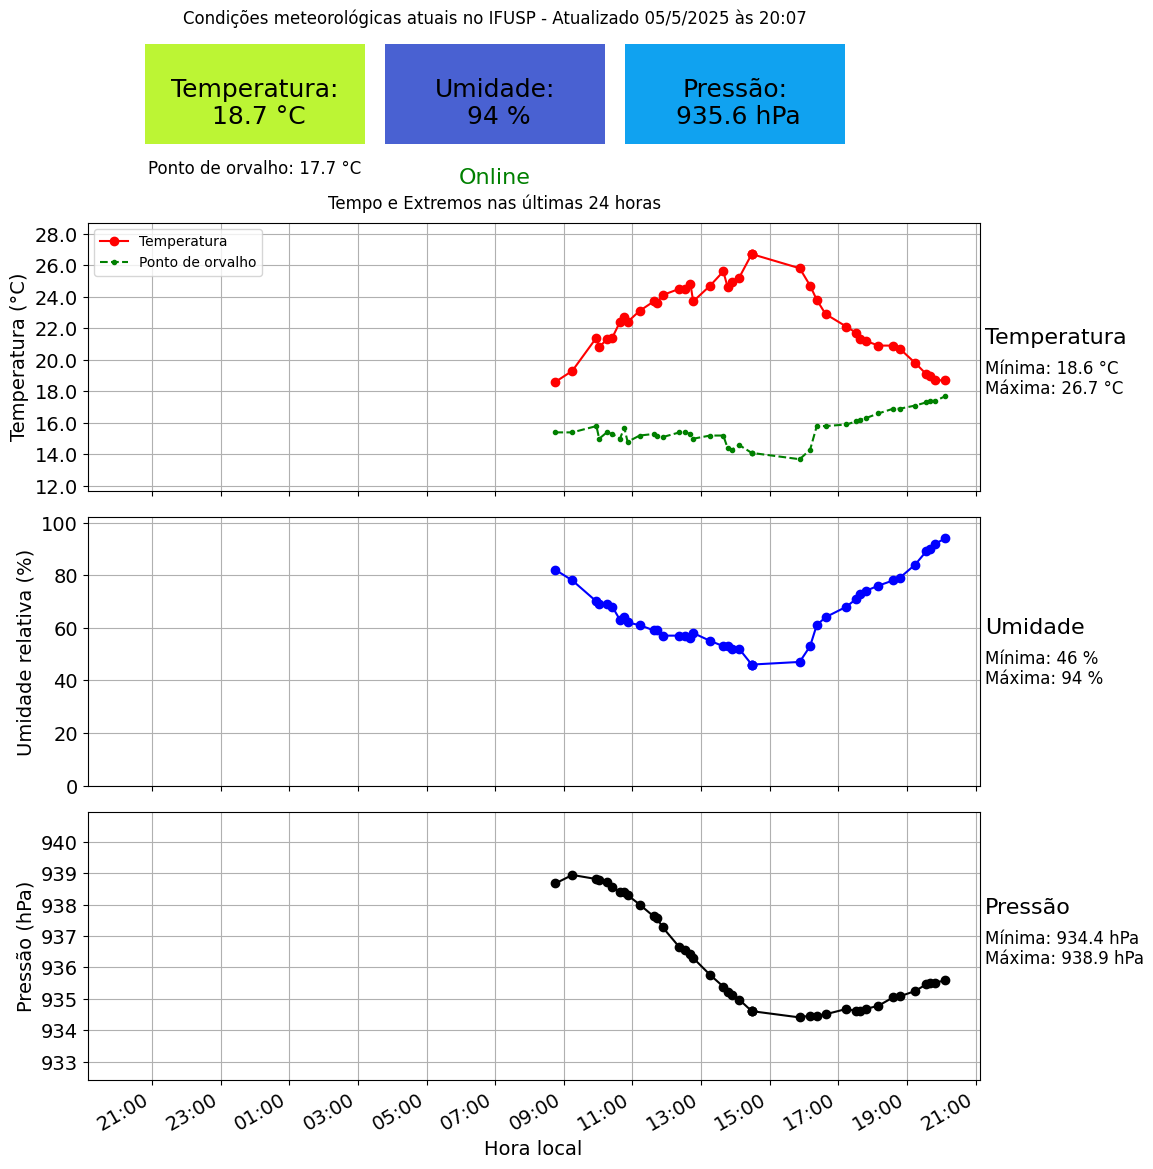 Condições meteorológicas atuais no IFUSP - Atualizado 05/5/2025 às 20:07
Temperatura:
18.7 °C
Umidade:
94 %
Pressão:
935.6 hPa
Ponto de orvalho: 17.7 °C
Online
Tempo e Extremos nas últimas 24 horas
Temperatura (°C)
28.0
26.0
24.0
22.0
20.0
18.0
16.0
14.0
12.0
Temperatura
Ponto de orvalho
Temperatura
Mínima: 18.6 °C
Máxima: 26.7 °C
Umidade relativa (%)
100
80
60
40
20
0
Umidade
Mínima: 46 %
Máxima: 94 %
Pressão (hPa)
940
939
938
937
936
935
934
933
Pressão
Mínima: 934.4 hPa
Máxima: 938.9 hPa
21:00 23:00 01:00 03:00 05:00 07:00 09:00 11:00 13:00 15:00 17:00 19:00 21:00
Hora local